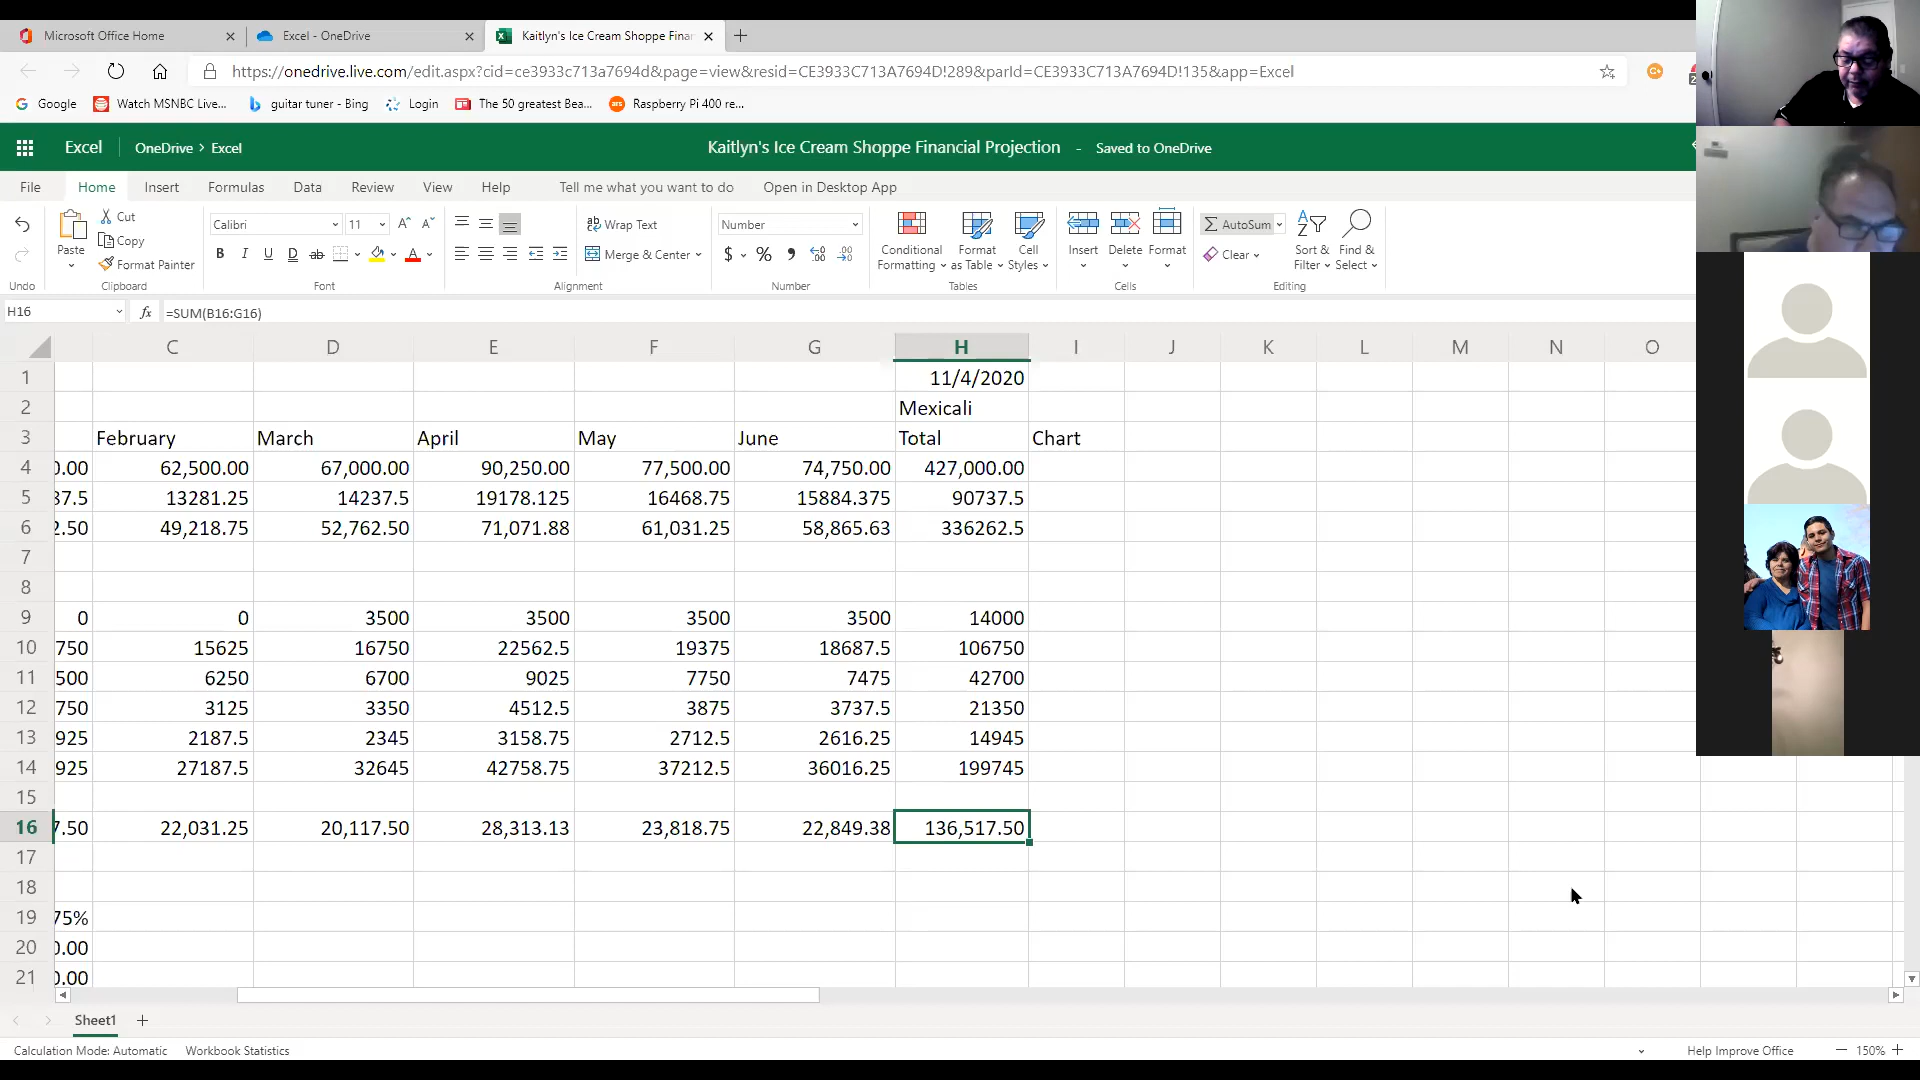 Microsoft Office Home
Excel - OneDrive
Kaitlyn's Ice Cream Shoppe Finan
https://onedrive.live.com/edit.aspx?cid=ce3933c713a7694d&page=view&resid=CE3933C713A7694D!289&parId=CE3933C713A7694D!135&app=Excel
Google Watch MSNBC Live... guitar tuner - Bing Login The 50 greatest Bea... Raspberry Pi 400 re...
Excel OneDrive > Excel Kaitlyn's Ice Cream Shoppe Financial Projection - Saved to OneDrive
File Home Insert Formulas Data Review View Help Tell me what you want to do Open in Desktop App
Paste Cut Copy Format Painter
Calibri 11
B I U D ab A
Wrap Text
Merge & Center
Number
$ % 9
Conditional Formatting Format as Table Cell Styles
Insert Delete Format
AutoSum
Clear
Sort & Filter Find & Select
Undo Clipboard Font Alignment Number Tables Cells Editing
H16 fx =SUM(B16:G16)
C D E F G H I J K L M N O
1 11/4/2020
2 Mexicali
3 February March April May June Total Chart
4 0.00 62,500.00 67,000.00 90,250.00 77,500.00 74,750.00 427,000.00
5 37.5 13281.25 14237.5 19178.125 16468.75 15884.375 90737.5
6 2.50 49,218.75 52,762.50 71,071.88 61,031.25 58,865.63 336262.5
7
8
9 0 0 3500 3500 3500 3500 14000
10 750 15625 16750 22562.5 19375 18687.5 106750
11 500 6250 6700 9025 7750 7475 42700
12 750 3125 3350 4512.5 3875 3737.5 21350
13 925 2187.5 2345 3158.75 2712.5 2616.25 14945
14 925 27187.5 32645 42758.75 37212.5 36016.25 199745
15
16 7.50 22,031.25 20,117.50 28,313.13 23,818.75 22,849.38 136,517.50
17
18
19 75%
20 0.00
21 0.00
Sheet1
Calculation Mode: Automatic Workbook Statistics Help Improve Office 150%